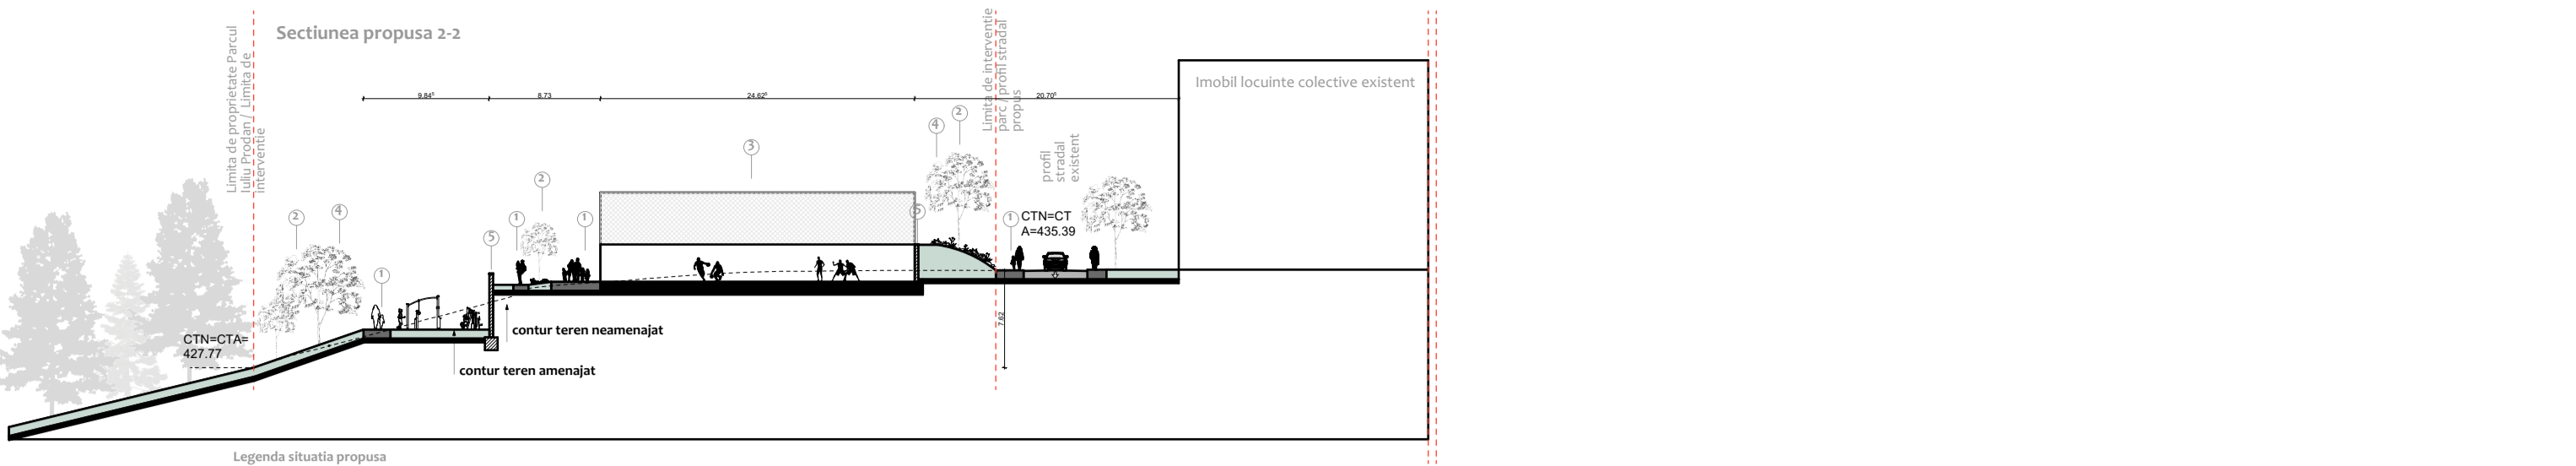 Sectiunea propusa 2-2
Limita de proprietate Parcul
Iuliu Prodan / Limita de
interventie
Limita de interventie
parc / profil stradal
propus
Imobil locuinte colective existent
9.84⁵
8.73
24.62⁵
20.70⁵
profil
stradal
existent
2
4
1
5
1
2
1
3
5
4
2
1
CTN=CT
A=435.39
CTN=CTA=
427.77
7.62
contur teren neamenajat
contur teren amenajat
Legenda situatia propusa